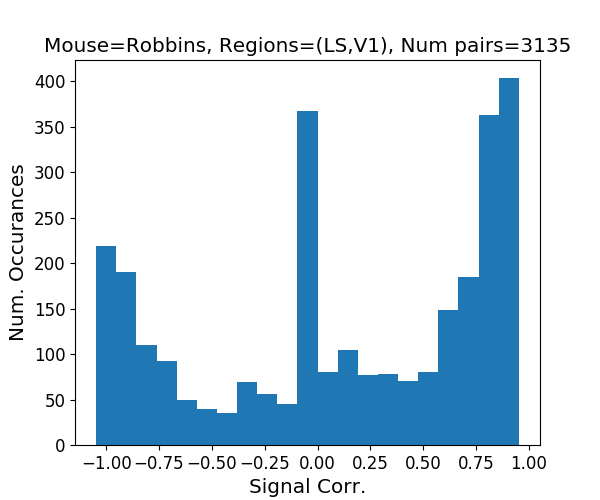 Mouse=Robbins, Regions=(LS,V1), Num pairs=3135
400
350
300
250
200
150
100
50
0
Num. Occurances
−1.00 −0.75 −0.50 −0.25 0.00 0.25 0.50 0.75 1.00
Signal Corr.